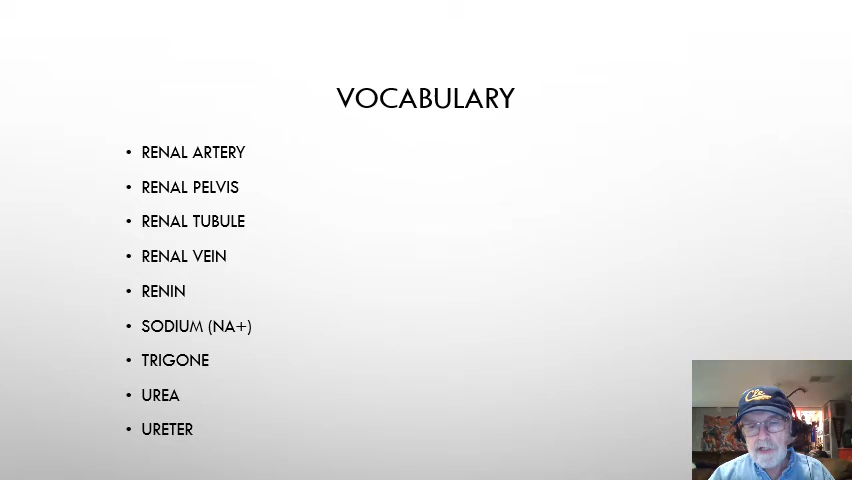 VOCABULARY
• RENAL ARTERY
• RENAL PELVIS
• RENAL TUBULE
• RENAL VEIN
• RENIN
• SODIUM (NA+)
• TRIGONE
• UREA
• URETER